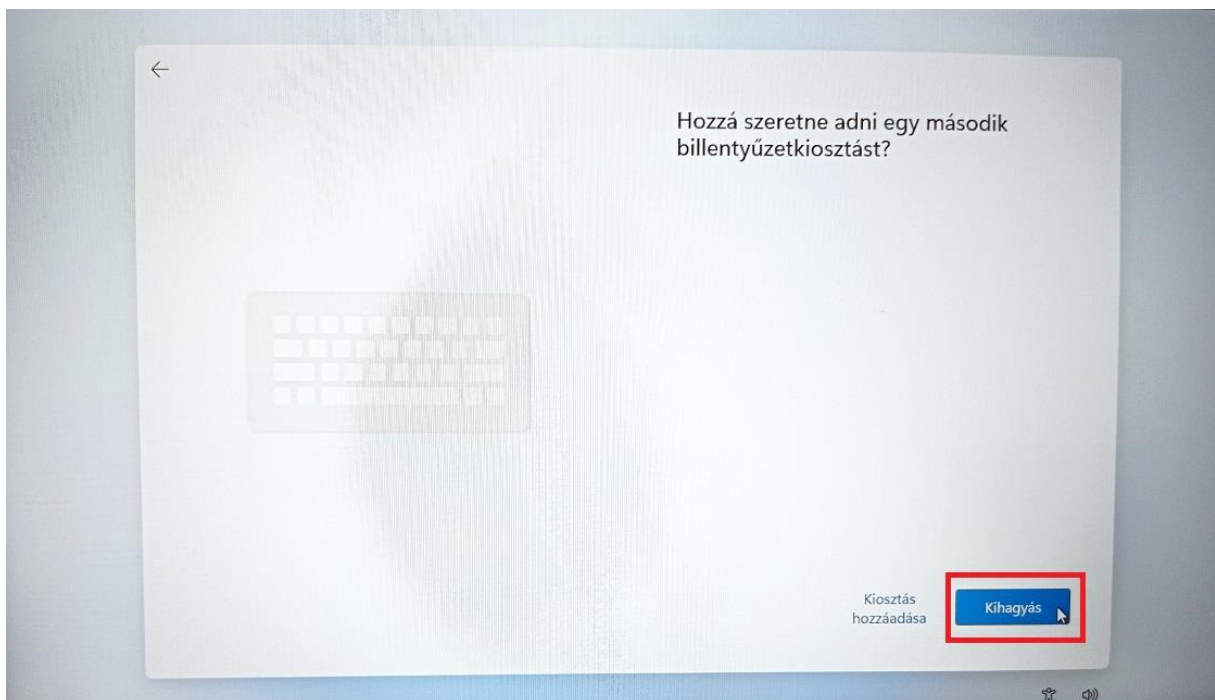 Hozzá szeretne adni egy második
billentyűzetkiosztást?
Kiosztás
hozzáadása
Kihagyás